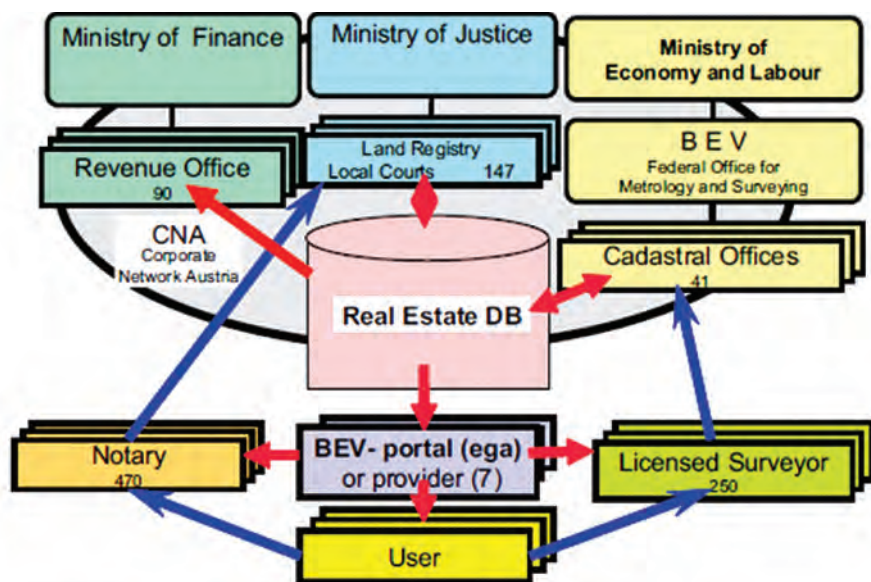 Ministry of Finance
Ministry of Justice
Ministry of
Economy and Labour
Revenue Office
90
Land Registry
Local Courts 147
B E V
Federal Office for
Metrology and Surveying
CNA
Corporate
Network Austria
Cadastral Offices
41
Real Estate DB
Notary
470
BEV- portal (ega)
or provider (7)
Licensed Surveyor
250
User